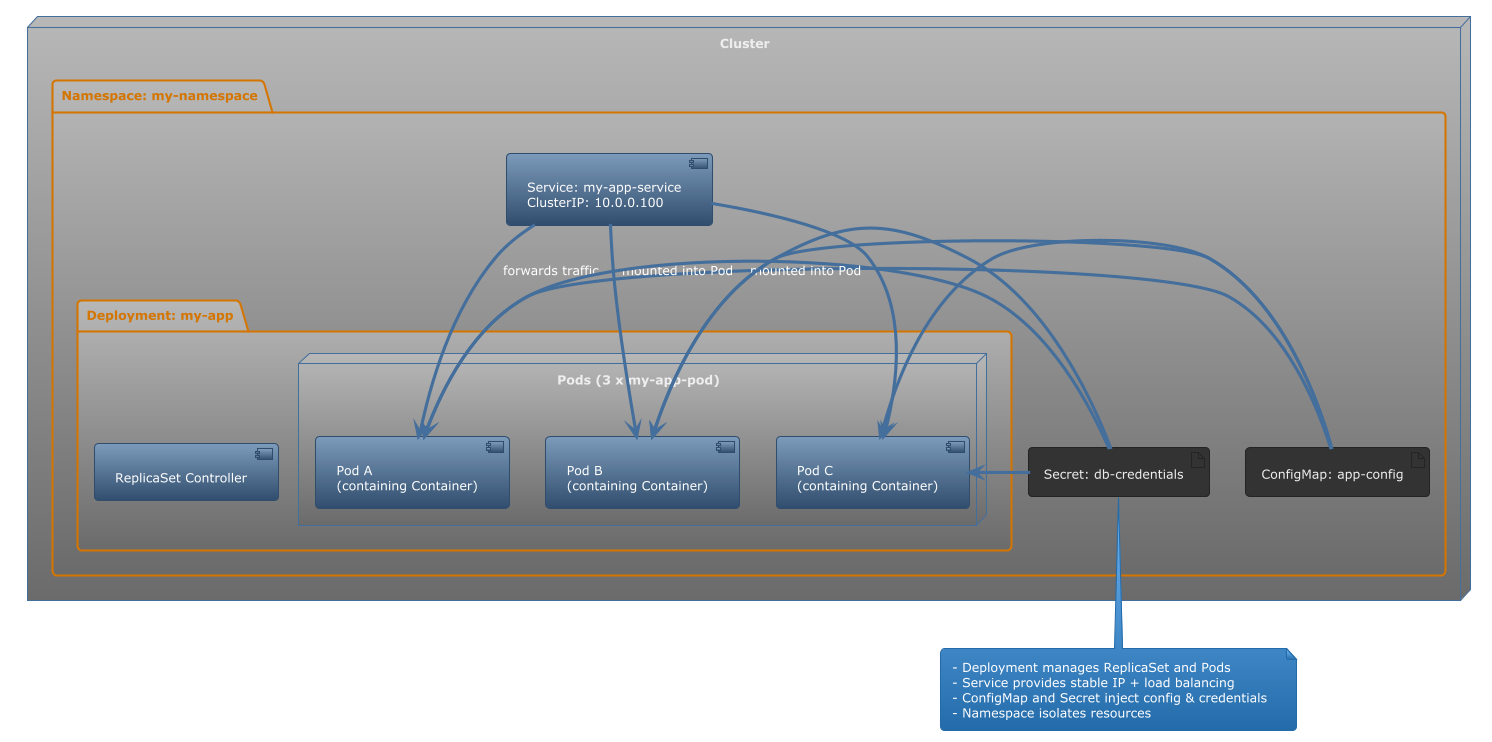 Cluster
Namespace: my-namespace
Service: my-app-service
ClusterIP: 10.0.0.100
forwards traffic
mounted into Pod
mounted into Pod
Deployment: my-app
Pods (3 x my-app-pod)
ReplicaSet Controller
Pod A
(containing Container)
Pod B
(containing Container)
Pod C
(containing Container)
Secret: db-credentials
ConfigMap: app-config
- Deployment manages ReplicaSet and Pods
- Service provides stable IP + load balancing
- ConfigMap and Secret inject config & credentials
- Namespace isolates resources